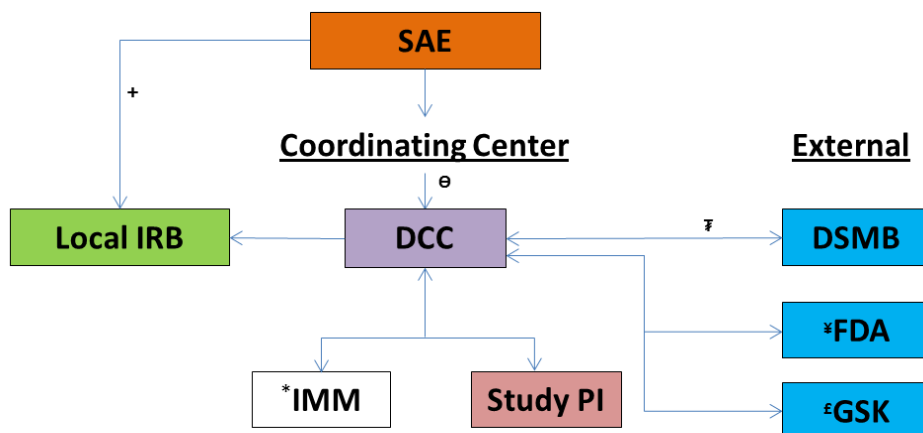 SAE
+
Coordinating Center
External
ɵ
Local IRB
DCC
₮
DSMB
¥FDA
*IMM
Study PI
£GSK